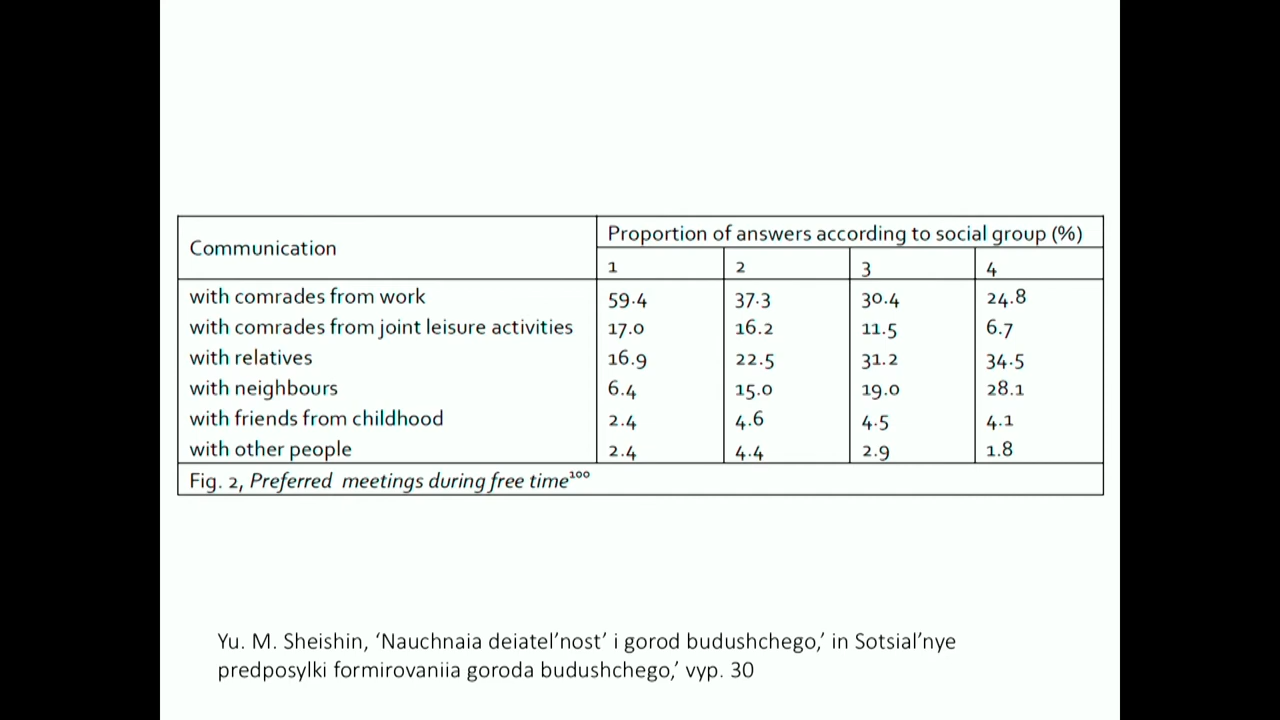 Communication
Proportion of answers according to social group (%)
1 2 3 4
with comrades from work 59.4 37.3 30.4 24.8
with comrades from joint leisure activities 17.0 16.2 11.5 6.7
with relatives 16.9 22.5 31.2 34.5
with neighbours 6.4 15.0 19.0 28.1
with friends from childhood 2.4 4.6 4.5 4.1
with other people 2.4 4.4 2.9 1.8
Fig. 2, Preferred meetings during free time¹⁰⁰
Yu. M. Sheishin, ‘Nauchnaia deiatel’nost’ i gorod budushchego,’ in Sotsial’nye
predposylki formirovaniia goroda budushchego,’ vyp. 30